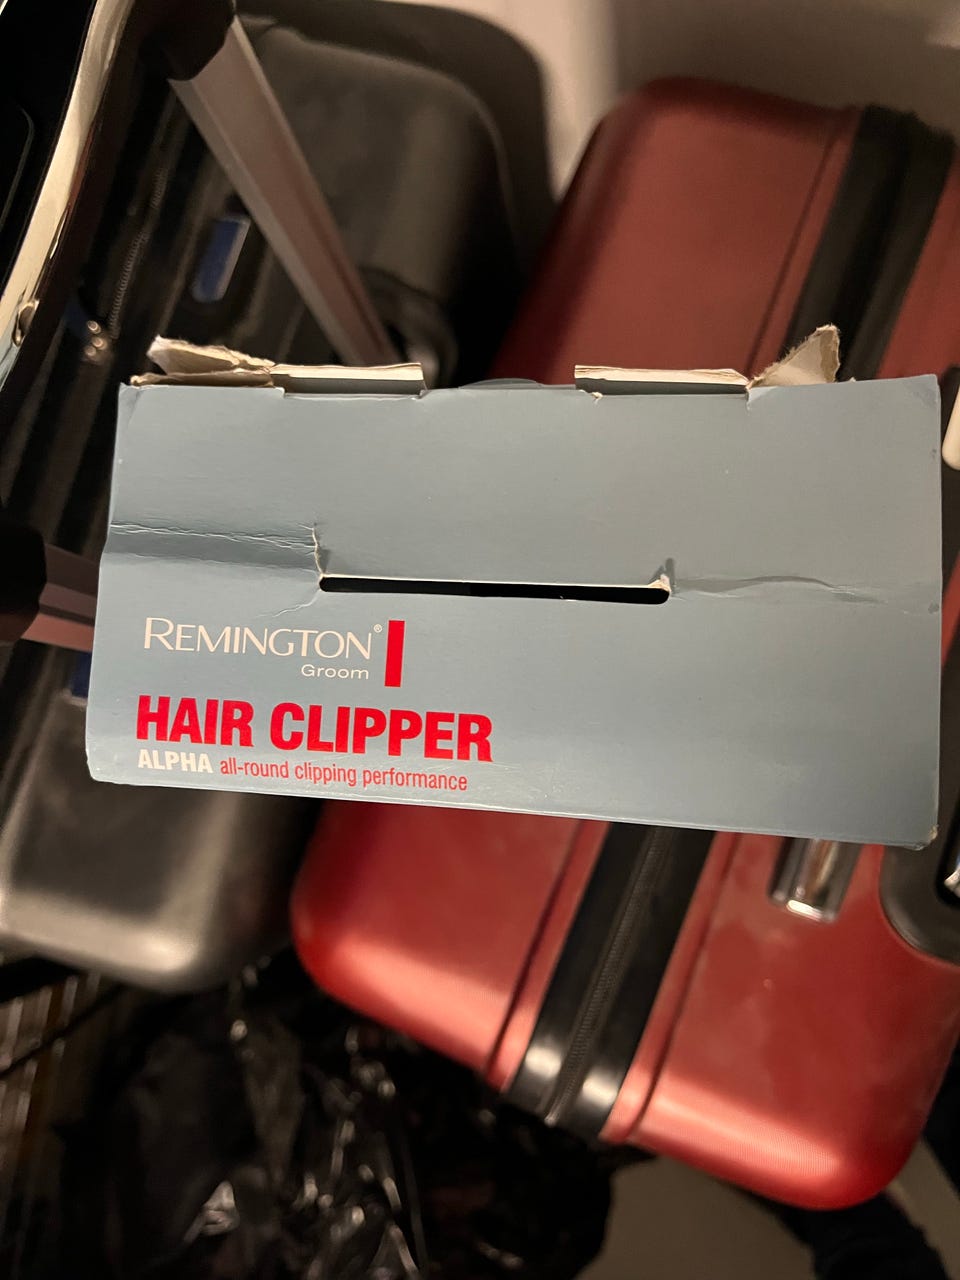 REMINGTON®
Groom
HAIR CLIPPER
ALPHA all-round clipping performance